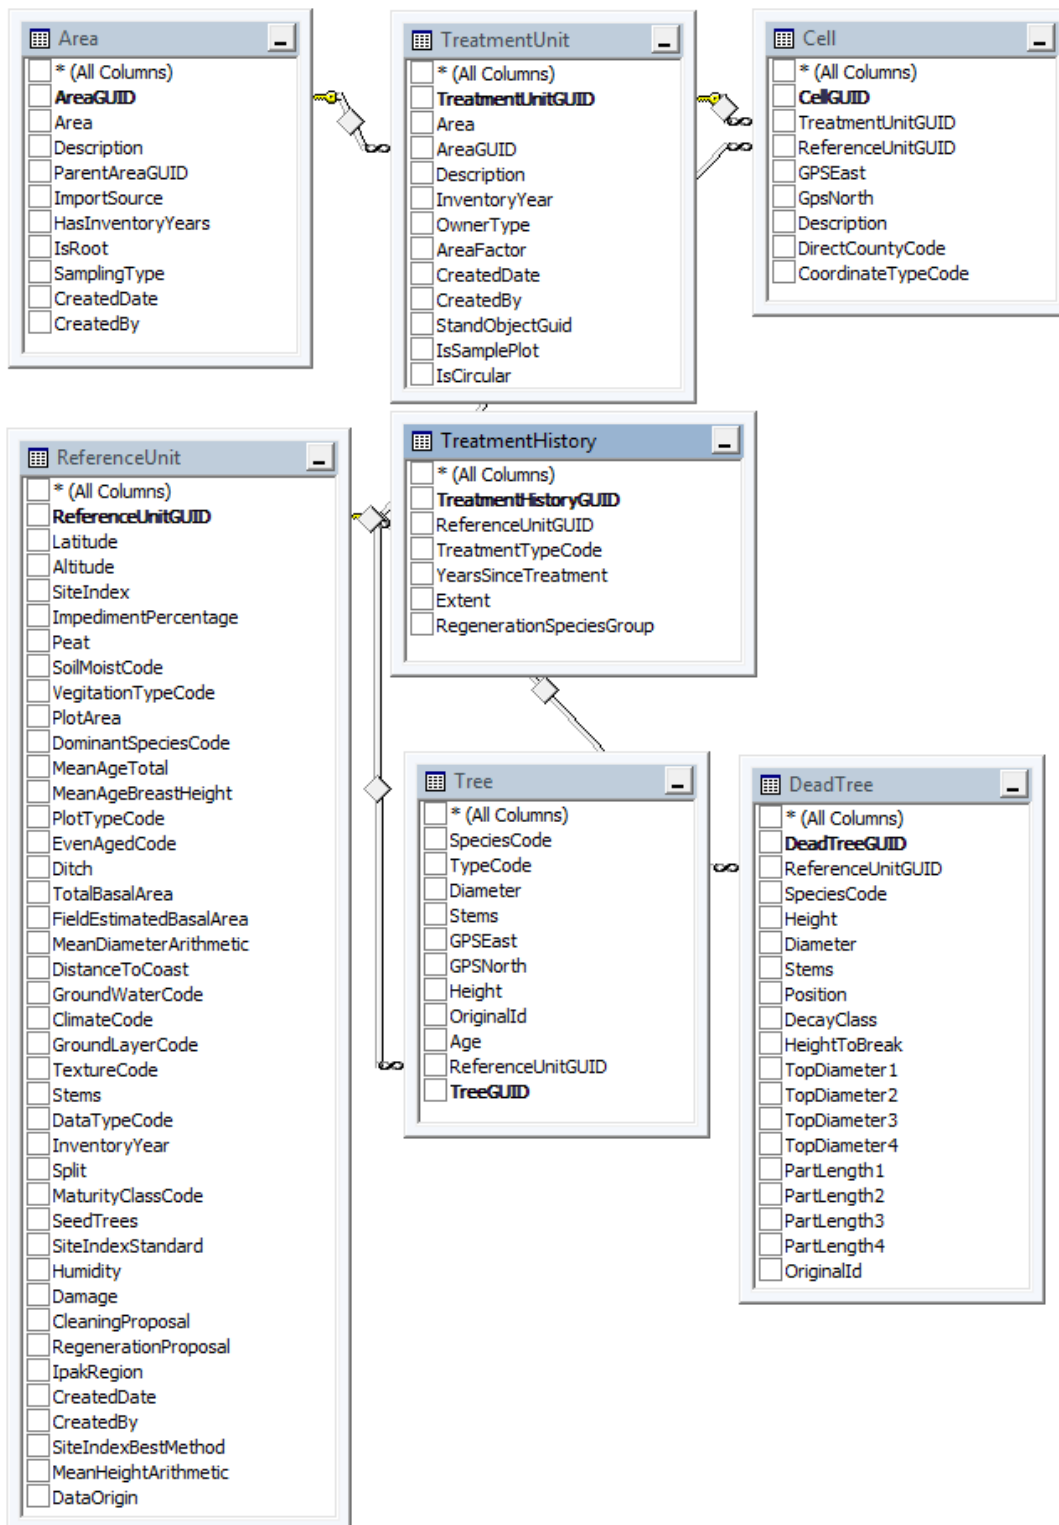 Area
* (All Columns)
AreaGUID
Area
Description
ParentAreaGUID
ImportSource
HasInventoryYears
IsRoot
SamplingType
CreatedDate
CreatedBy
TreatmentUnit
* (All Columns)
TreatmentUnitGUID
Area
AreaGUID
Description
InventoryYear
OwnerType
AreaFactor
CreatedDate
CreatedBy
StandObjectGuid
IsSamplePlot
IsCircular
Cell
* (All Columns)
CellGUID
TreatmentUnitGUID
ReferenceUnitGUID
GPSEast
GpsNorth
Description
DirectCountyCode
CoordinateTypeCode
ReferenceUnit
* (All Columns)
ReferenceUnitGUID
Latitude
Altitude
SiteIndex
ImpedimentPercentage
Peat
SoilMoistCode
VegitationTypeCode
PlotArea
DominantSpeciesCode
MeanAgeTotal
MeanAgeBreastHeight
PlotTypeCode
EvenAgedCode
Ditch
TotalBasalArea
FieldEstimatedBasalArea
MeanDiameterArithmetic
DistanceToCoast
GroundWaterCode
ClimateCode
GroundLayerCode
TextureCode
Stems
DataTypeCode
InventoryYear
Split
MaturityClassCode
SeedTrees
SiteIndexStandard
Humidity
Damage
CleaningProposal
RegenerationProposal
IpakRegion
CreatedDate
CreatedBy
SiteIndexBestMethod
MeanHeightArithmetic
DataOrigin
TreatmentHistory
* (All Columns)
TreatmentHistoryGUID
ReferenceUnitGUID
TreatmentTypeCode
YearsSinceTreatment
Extent
RegenerationSpeciesGroup
Tree
* (All Columns)
SpeciesCode
TypeCode
Diameter
Stems
GPSEast
GPSNorth
Height
OriginalId
Age
ReferenceUnitGUID
TreeGUID
DeadTree
* (All Columns)
DeadTreeGUID
ReferenceUnitGUID
SpeciesCode
Height
Diameter
Stems
Position
DecayClass
HeightToBreak
TopDiameter1
TopDiameter2
TopDiameter3
TopDiameter4
PartLength1
PartLength2
PartLength3
PartLength4
OriginalId